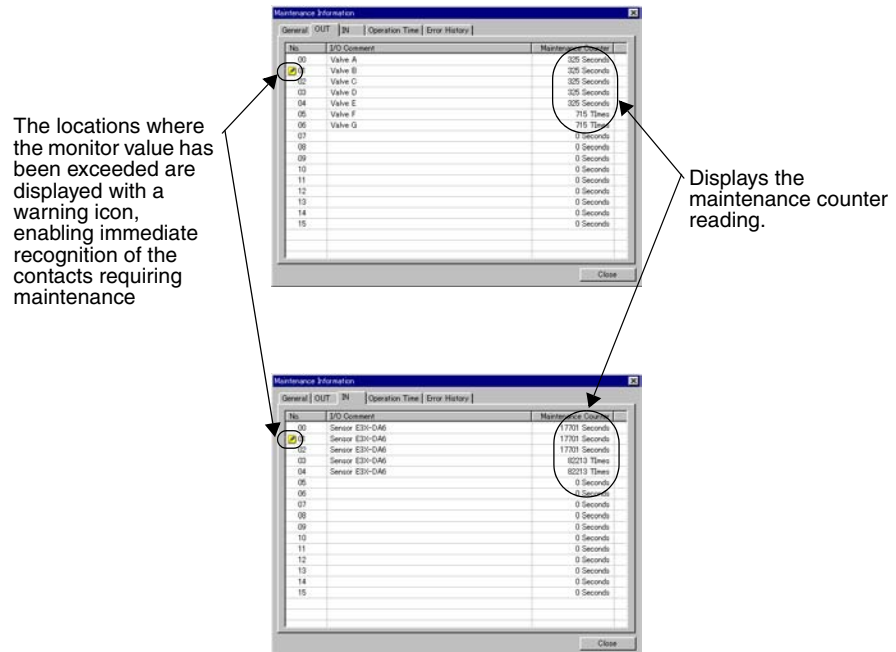 Maintenance Information
General OUT IN Operation Time Error History
No. I/O Comment Maintenance Counter
00 Valve A 325 Seconds
01 Valve B 325 Seconds
02 Valve C 325 Seconds
03 Valve D 325 Seconds
04 Valve E 325 Seconds
05 Valve F 715 TImes
06 Valve G 715 TImes
07 0 Seconds
08 0 Seconds
09 0 Seconds
10 0 Seconds
11 0 Seconds
12 0 Seconds
13 0 Seconds
14 0 Seconds
15 0 Seconds
Close
The locations where
the monitor value has
been exceeded are
displayed with a
warning icon,
enabling immediate
recognition of the
contacts requiring
maintenance
Displays the
maintenance counter
reading.
Maintenance Information
General OUT IN Operation Time Error History
No. I/O Comment Maintenance Counter
00 Sensor E3X-DA6 17701 Seconds
01 Sensor E3X-DA6 17701 Seconds
02 Sensor E3X-DA6 17701 Seconds
03 Sensor E3X-DA6 82213 TImes
04 Sensor E3X-DA6 82213 TImes
05 0 Seconds
06 0 Seconds
07 0 Seconds
08 0 Seconds
09 0 Seconds
10 0 Seconds
11 0 Seconds
12 0 Seconds
13 0 Seconds
14 0 Seconds
15 0 Seconds
Close